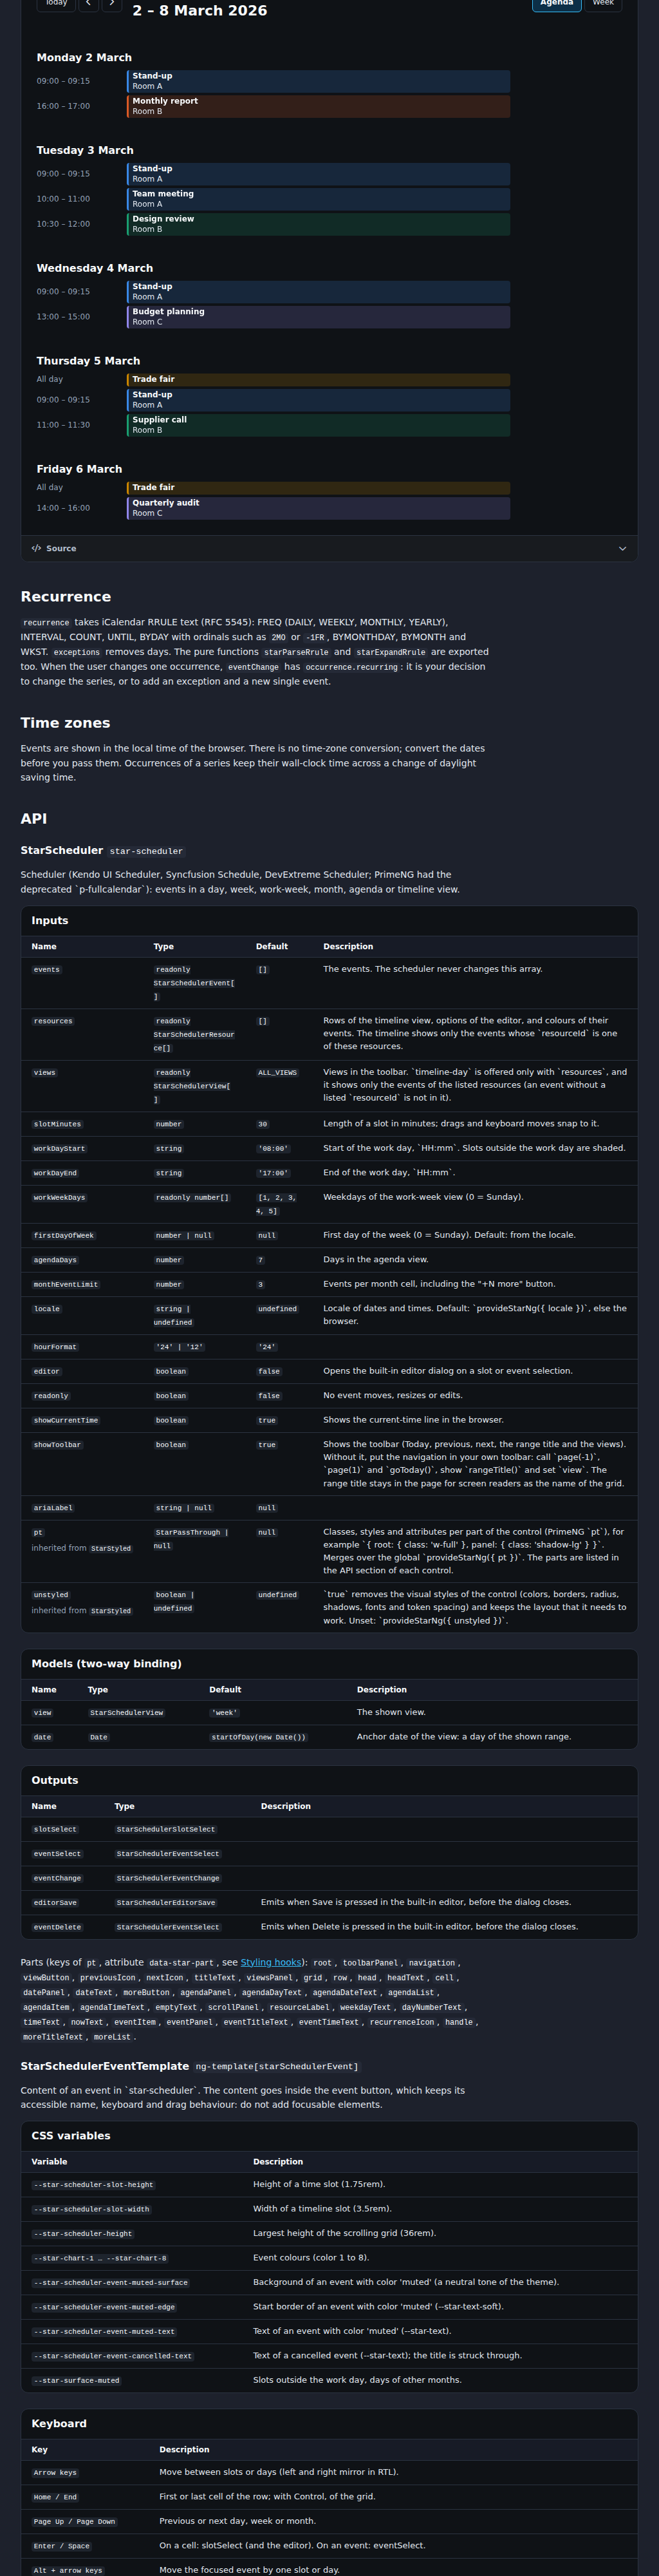 Today
2 – 8 March 2026
Agenda
Week
Monday 2 March
09:00 – 09:15
Stand-up
Room A
16:00 – 17:00
Monthly report
Room B
Tuesday 3 March
09:00 – 09:15
Stand-up
Room A
10:00 – 11:00
Team meeting
Room A
10:30 – 12:00
Design review
Room B
Wednesday 4 March
09:00 – 09:15
Stand-up
Room A
13:00 – 15:00
Budget planning
Room C
Thursday 5 March
All day
Trade fair
09:00 – 09:15
Stand-up
Room A
11:00 – 11:30
Supplier call
Room B
Friday 6 March
All day
Trade fair
14:00 – 16:00
Quarterly audit
Room C
</> Source
Recurrence
recurrence takes iCalendar RRULE text (RFC 5545): FREQ (DAILY, WEEKLY, MONTHLY, YEARLY),
INTERVAL, COUNT, UNTIL, BYDAY with ordinals such as 2MO or -1FR, BYMONTHDAY, BYMONTH and
WKST. exceptions removes days. The pure functions starParseRrule and starExpandRrule are exported
too. When the user changes one occurrence, eventChange has occurrence.recurring: it is your decision
to change the series, or to add an exception and a new single event.
Time zones
Events are shown in the local time of the browser. There is no time-zone conversion; convert the dates
before you pass them. Occurrences of a series keep their wall-clock time across a change of daylight
saving time.
API
StarScheduler star-scheduler
Scheduler (Kendo UI Scheduler, Syncfusion Schedule, DevExtreme Scheduler; PrimeNG had the
deprecated `p-fullcalendar`): events in a day, week, work-week, month, agenda or timeline view.
Inputs
Name Type Default Description
events readonly StarSchedulerEvent[] [] The events. The scheduler never changes this array.
resources readonly StarSchedulerResource[] [] Rows of the timeline view, options of the editor, and colours of their
events. The timeline shows only the events whose `resourceId` is one
of these resources.
views readonly StarSchedulerView[] ALL_VIEWS Views in the toolbar. `timeline-day` is offered only with `resources`, and
it shows only the events of the listed resources (an event without a
listed `resourceId` is not in it).
slotMinutes number 30 Length of a slot in minutes; drags and keyboard moves snap to it.
workDayStart string '08:00' Start of the work day, `HH:mm`. Slots outside the work day are shaded.
workDayEnd string '17:00' End of the work day, `HH:mm`.
workWeekDays readonly number[] [1, 2, 3, 4, 5] Weekdays of the work-week view (0 = Sunday).
firstDayOfWeek number | null null First day of the week (0 = Sunday). Default: from the locale.
agendaDays number 7 Days in the agenda view.
monthEventLimit number 3 Events per month cell, including the "+N more" button.
locale string | undefined undefined Locale of dates and times. Default: `provideStarNg({ locale })`, else the
browser.
hourFormat '24' | '12' '24'
editor boolean false Opens the built-in editor dialog on a slot or event selection.
readonly boolean false No event moves, resizes or edits.
showCurrentTime boolean true Shows the current-time line in the browser.
showToolbar boolean true Shows the toolbar (Today, previous, next, the range title and the views).
Without it, put the navigation in your own toolbar: call `page(-1)`,
`page(1)` and `goToday()`, show `rangeTitle()` and set `view`. The
range title stays in the page for screen readers as the name of the grid.
ariaLabel string | null null
pt inherited from StarStyled StarPassThrough | null null Classes, styles and attributes per part of the control (PrimeNG `pt`), for
example `{ root: { class: 'w-full' }, panel: { class: 'shadow-lg' } }`.
Merges over the global `provideStarNg({ pt })`. The parts are listed in
the API section of each control.
unstyled inherited from StarStyled boolean | undefined undefined `true` removes the visual styles of the control (colors, borders, radius,
shadows, fonts and token spacing) and keeps the layout that it needs to
work. Unset: `provideStarNg({ unstyled })`.
Models (two-way binding)
Name Type Default Description
view StarSchedulerView 'week' The shown view.
date Date startOfDay(new Date()) Anchor date of the view: a day of the shown range.
Outputs
Name Type Description
slotSelect StarSchedulerSlotSelect
eventSelect StarSchedulerEventSelect
eventChange StarSchedulerEventChange
editorSave StarSchedulerEditorSave Emits when Save is pressed in the built-in editor, before the dialog closes.
eventDelete StarSchedulerEventSelect Emits when Delete is pressed in the built-in editor, before the dialog closes.
Parts (keys of pt, attribute data-star-part, see Styling hooks): root, toolbarPanel, navigation,
viewButton, previousIcon, nextIcon, titleText, viewsPanel, grid, row, head, headText, cell,
datePanel, dateText, moreButton, agendaPanel, agendaDayText, agendaDateText, agendaList,
agendaItem, agendaTimeText, emptyText, scrollPanel, resourceLabel, weekdayText, dayNumberText,
timeText, nowText, eventItem, eventPanel, eventTitleText, eventTimeText, recurrenceIcon, handle,
moreTitleText, moreList.
StarSchedulerEventTemplate ng-template[starSchedulerEvent]
Content of an event in `star-scheduler`. The content goes inside the event button, which keeps its
accessible name, keyboard and drag behaviour: do not add focusable elements.
CSS variables
Variable Description
--star-scheduler-slot-height Height of a time slot (1.75rem).
--star-scheduler-slot-width Width of a timeline slot (3.5rem).
--star-scheduler-height Largest height of the scrolling grid (36rem).
--star-chart-1 … --star-chart-8 Event colours (color 1 to 8).
--star-scheduler-event-muted-surface Background of an event with color 'muted' (a neutral tone of the theme).
--star-scheduler-event-muted-edge Start border of an event with color 'muted' (--star-text-soft).
--star-scheduler-event-muted-text Text of an event with color 'muted' (--star-text).
--star-scheduler-event-cancelled-text Text of a cancelled event (--star-text); the title is struck through.
--star-surface-muted Slots outside the work day, days of other months.
Keyboard
Key Description
Arrow keys Move between slots or days (left and right mirror in RTL).
Home / End First or last cell of the row; with Control, of the grid.
Page Up / Page Down Previous or next day, week or month.
Enter / Space On a cell: slotSelect (and the editor). On an event: eventSelect.
Alt + arrow keys Move the focused event by one slot or day.